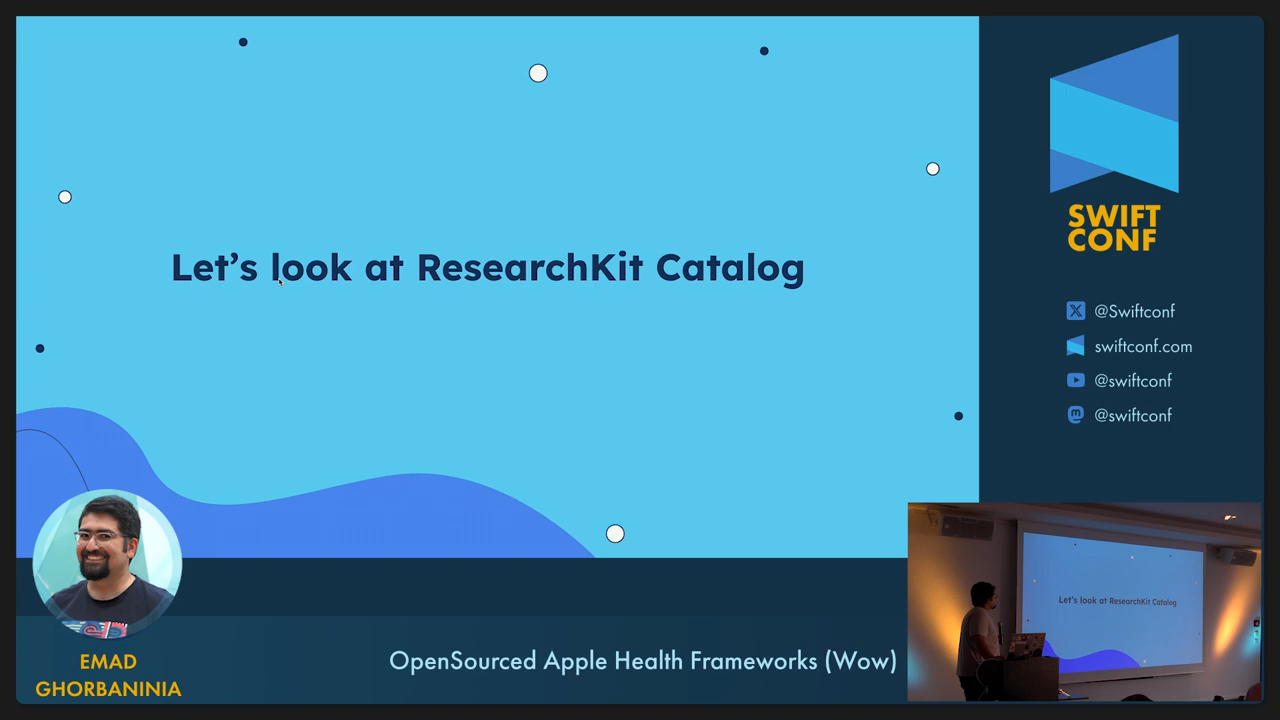 Let's look at ResearchKit Catalog
SWIFT
CONF
@Swiftconf
swiftconf.com
@swiftconf
@swiftconf
EMAD
GHORBANINIA
OpenSourced Apple Health Frameworks (Wow)
Let's look at ResearchKit Catalog